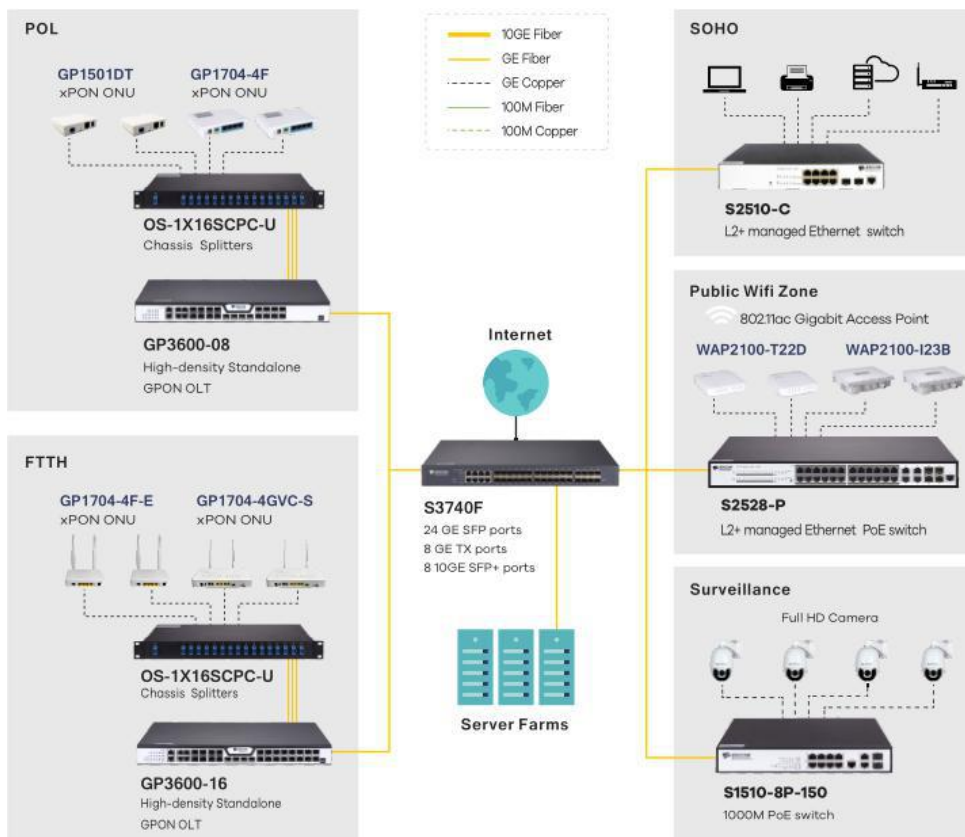 POL
GP1501DT
xPON ONU
GP1704-4F
xPON ONU
OS-1X16SCPC-U
Chassis Splitters
GP3600-08
High-density Standalone
GPON OLT
FTTH
GP1704-4F-E
xPON ONU
GP1704-4GVC-S
xPON ONU
OS-1X16SCPC-U
Chassis Splitters
GP3600-16
High-density Standalone
GPON OLT
10GE Fiber
GE Fiber
GE Copper
100M Fiber
100M Copper
Internet
S3740F
24 GE SFP ports
8 GE TX ports
8 10GE SFP+ ports
Server Farms
SOHO
S2510-C
L2+ managed Ethernet switch
Public Wifi Zone
802.11ac Gigabit Access Point
WAP2100-T22D
WAP2100-I23B
S2528-P
L2+ managed Ethernet PoE switch
Surveillance
Full HD Camera
S1510-8P-150
1000M PoE switch